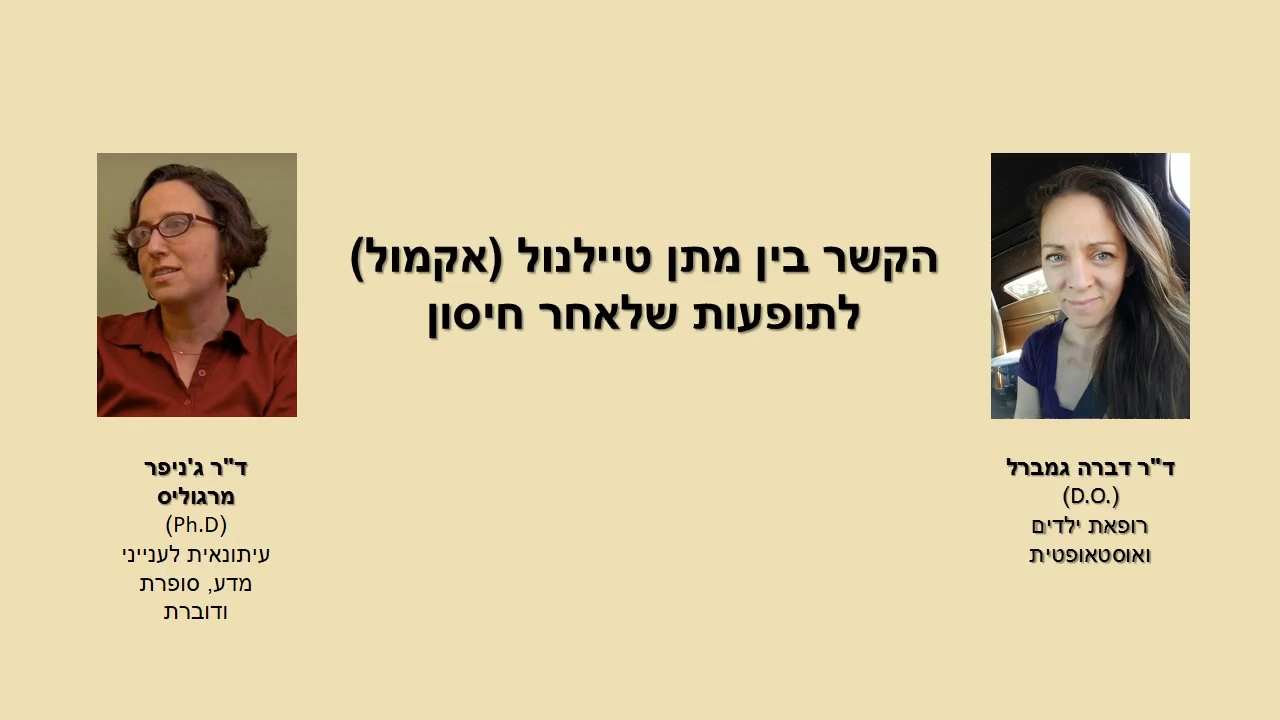 הקשר בין מתן טיילנול (אקמול)
לתופעות שלאחר חיסון
ד"ר דברה גמברל
(D.O.)
רופאת ילדים
ואוסטאופטית
ד"ר ג'ניפר
מרגוליס
(Ph.D)
עיתונאית לענייני
מדע, סופרת
ודוברת